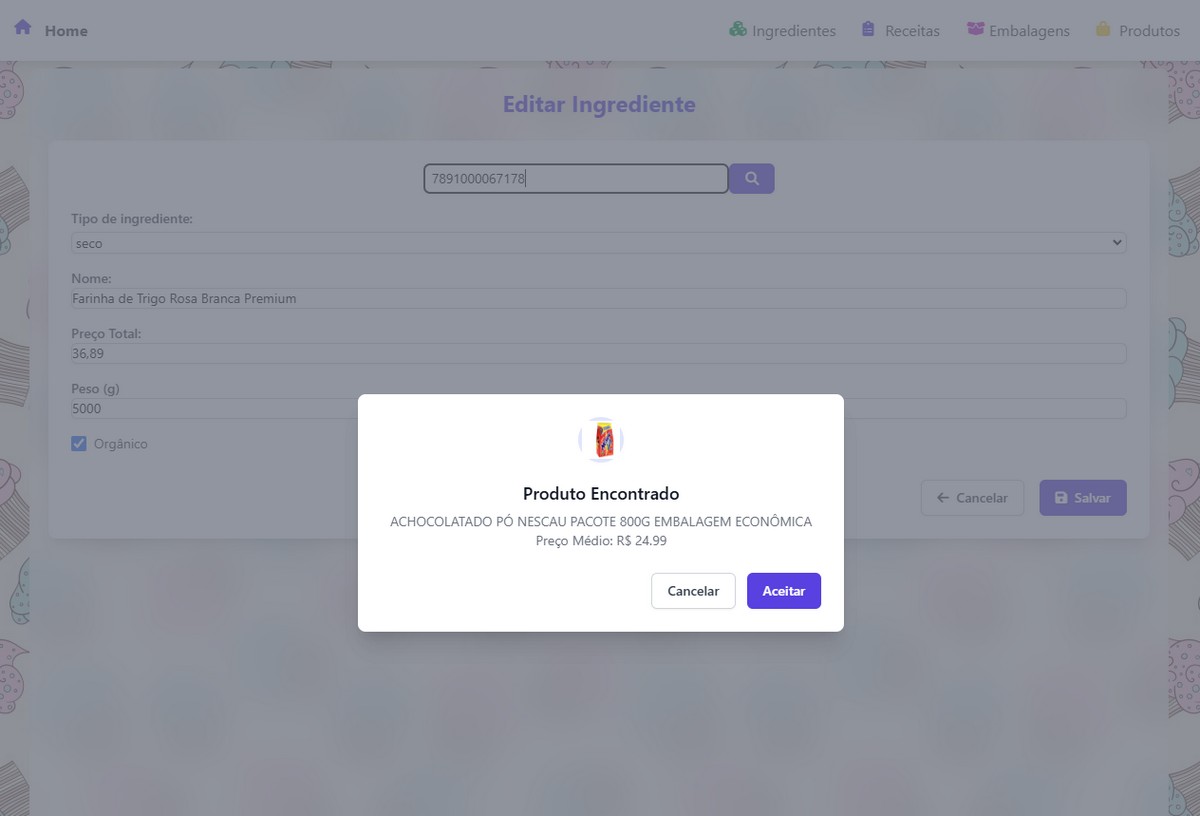 Home
Ingredientes
Receitas
Embalagens
Produtos
Editar Ingrediente
7891000067178
Tipo de ingrediente:
seco
Nome:
Farinha de Trigo Rosa Branca Premium
Preço Total:
36,89
Peso (g)
5000
Orgânico
Cancelar
Salvar
Produto Encontrado
ACHOCOLATADO PÓ NESCAU PACOTE 800G EMBALAGEM ECONÔMICA
Preço Médio: R$ 24.99
Cancelar
Aceitar